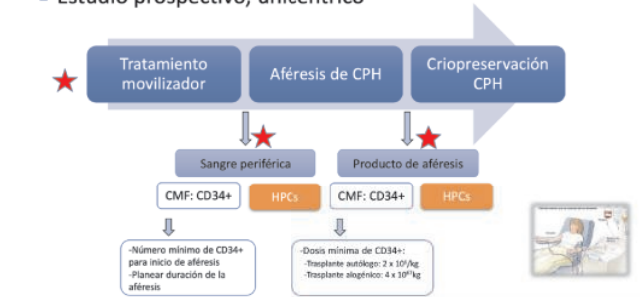 Estudio prospectivo, unicéntrico
Tratamiento
movilizador
Aféresis de CPH
Criopreservación
CPH
Sangre periférica
Producto de aféresis
CMF: CD34+
HPCs
CMF: CD34+
HPCs
-Número mínimo de CD34+
para inicio de aféresis
-Planear duración de la
aféresis
-Dosis mínima de CD34+:
-Trasplante autólogo: 2 x 10⁶/kg
-Trasplante alogénico: 4 x 10⁶/kg